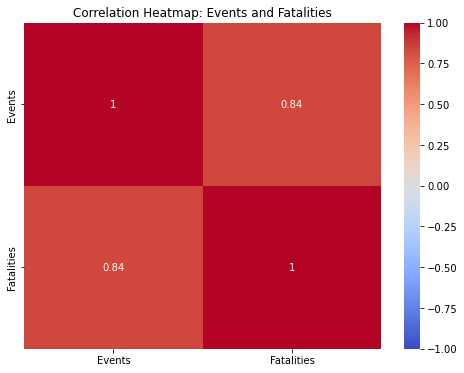 Correlation Heatmap: Events and Fatalities
Events
1
0.84
Fatalities
0.84
1
Events
Fatalities
1.00
0.75
0.50
0.25
0.00
−0.25
−0.50
−0.75
−1.00